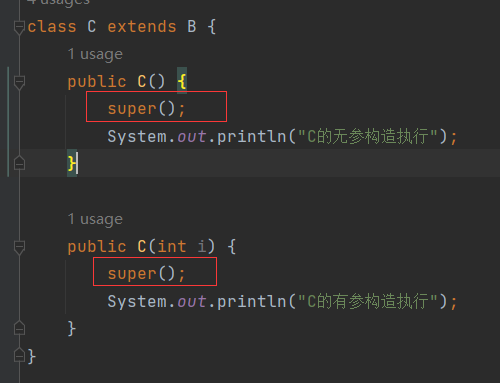 4 usages
class C extends B {
1 usage
public C() {
super();
System.out.println("C的无参构造执行");
}
1 usage
public C(int i) {
super();
System.out.println("C的有参构造执行");
}
}